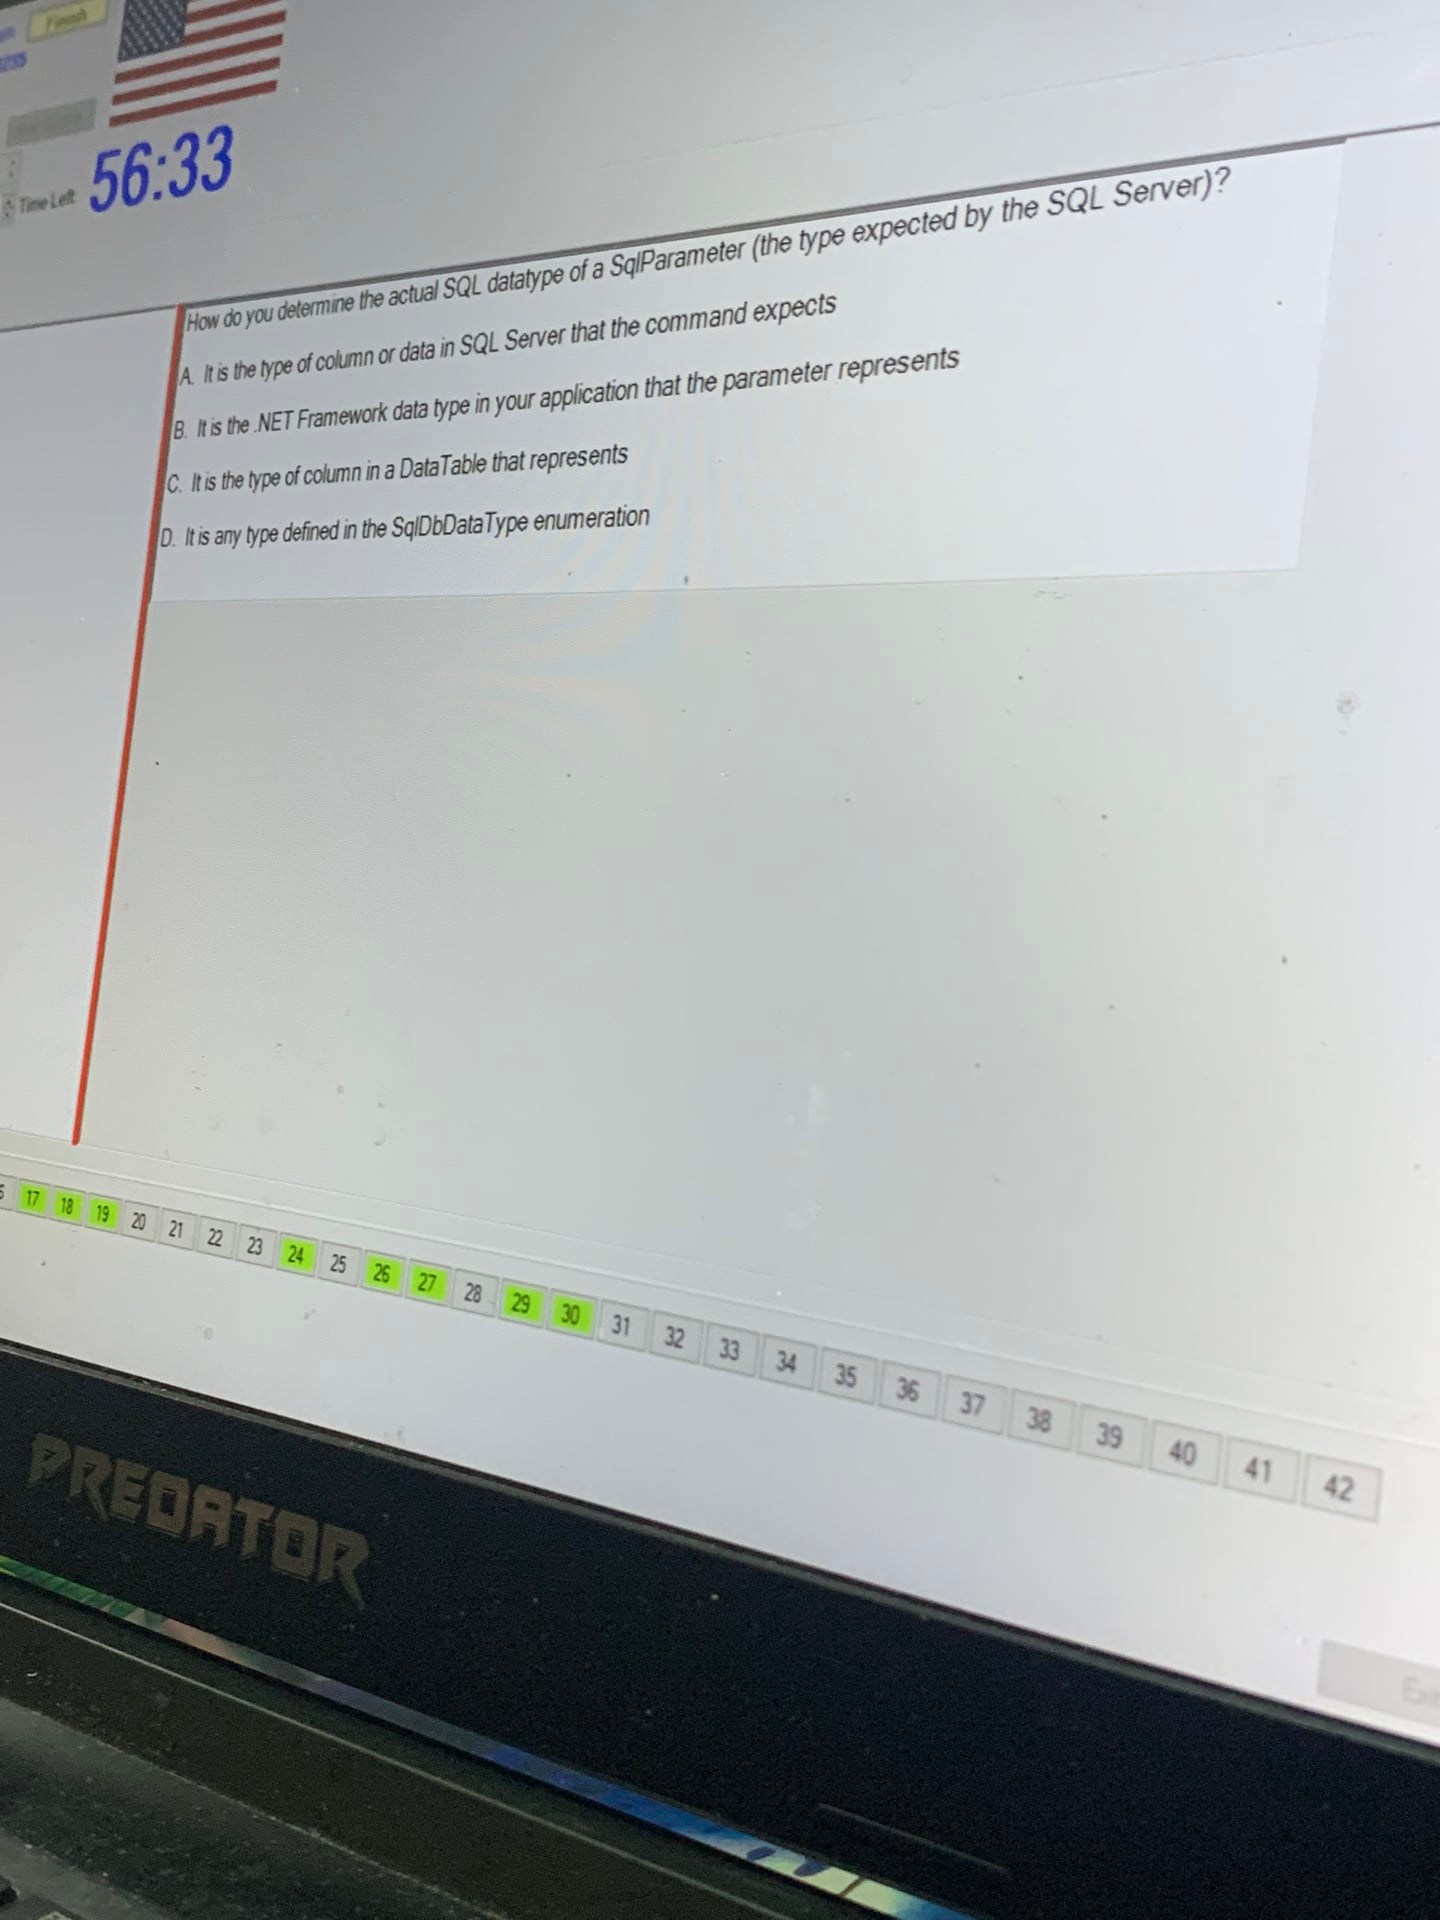 Finish
Time Left 56:33
How do you determine the actual SQL datatype of a SqlParameter (the type expected by the SQL Server)?
A. It is the type of column or data in SQL Server that the command expects
B. It is the .NET Framework data type in your application that the parameter represents
C. It is the type of column in a DataTable that represents
D. It is any type defined in the SqlDbDataType enumeration
17 18 19 20 21 22 23 24 25 26 27 28 29 30 31 32 33 34 35 36 37 38 39 40 41 42
PREDATOR